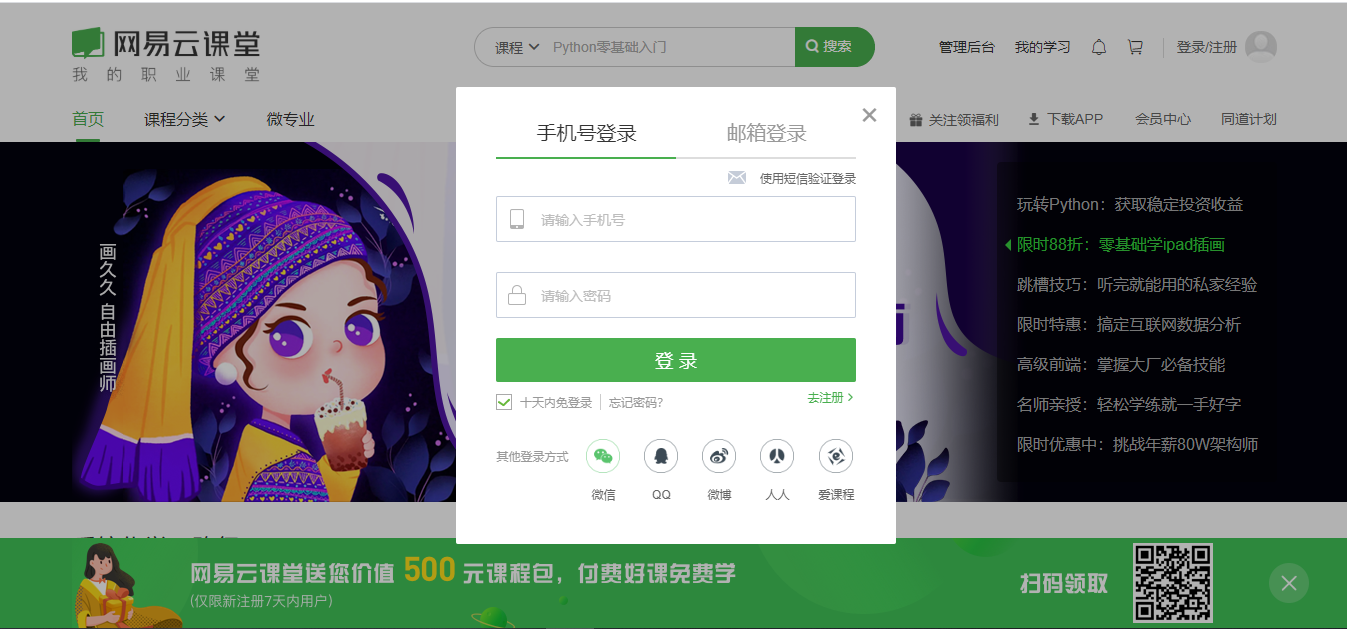 网易云课堂
我的职业课堂
课程
Python零基础入门
搜索
管理后台
我的学习
登录/注册
首页
课程分类
微专业
关注领福利
下载APP
会员中心
同道计划
手机号登录
邮箱登录
使用短信验证登录
请输入手机号
请输入密码
登 录
十天内免登录
忘记密码?
去注册
其他登录方式
微信
QQ
微博
人人
爱课程
画久久 自由插画师
玩转Python：获取稳定投资收益
限时88折：零基础学ipad插画
跳槽技巧：听完就能用的私家经验
限时特惠：搞定互联网数据分析
高级前端：掌握大厂必备技能
名师亲授：轻松学练就一手好字
限时优惠中：挑战年薪80W架构师
网易云课堂送您价值 500 元课程包，付费好课免费学
(仅限新注册7天内用户)
扫码领取